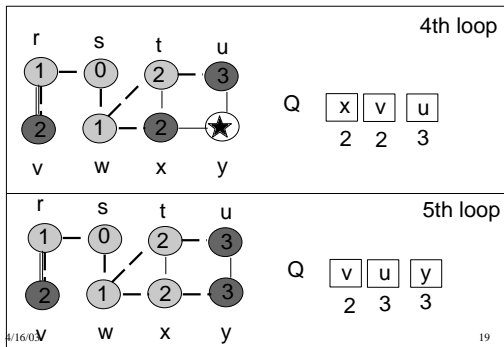 4th loop
r s t u
1 0 2 3
Q x v u
2 2 3
2 1 2
v w x y
5th loop
r s t u
1 0 2 3
Q v u y
2 3 3
2 1 2 3
v w x y
4/16/03 19